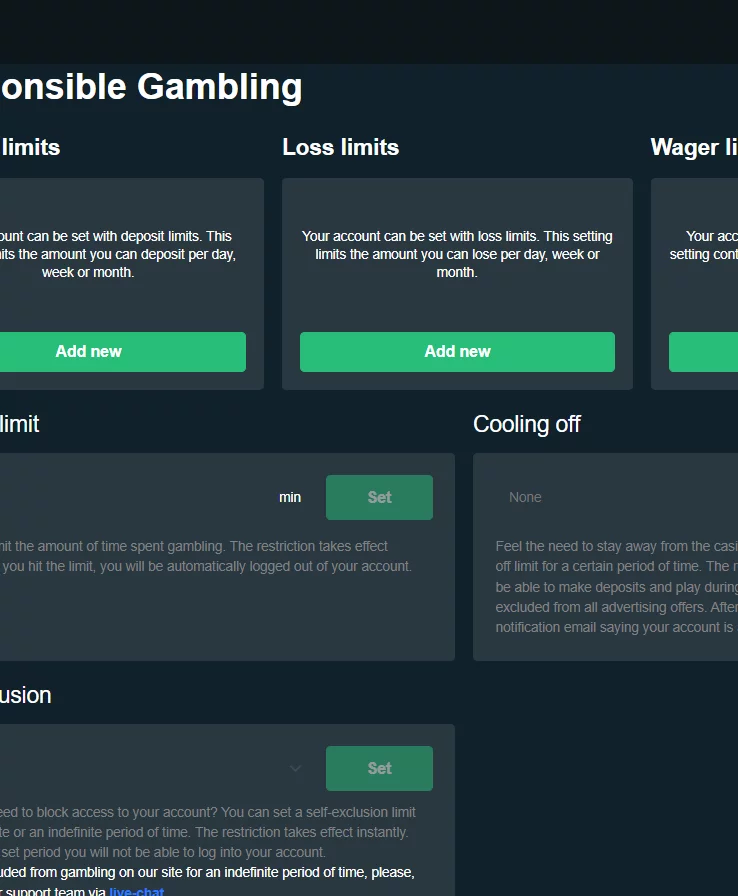 onsible Gambling
limits
Loss limits
Wager li
ount can be set with deposit limits. This
its the amount you can deposit per day,
week or month.
Add new
Your account can be set with loss limits. This setting
limits the amount you can lose per day, week or
month.
Add new
Your acc
setting cont
limit
min
Set
mit the amount of time spent gambling. The restriction takes effect
you hit the limit, you will be automatically logged out of your account.
Cooling off
None
Feel the need to stay away from the casi
off limit for a certain period of time. The r
be able to make deposits and play during
excluded from all advertising offers. After
notification email saying your account is
usion
Set
eed to block access to your account? You can set a self-exclusion limit
te or an indefinite period of time. The restriction takes effect instantly.
set period you will not be able to log into your account.
uded from gambling on our site for an indefinite period of time, please,
r support team via live-chat